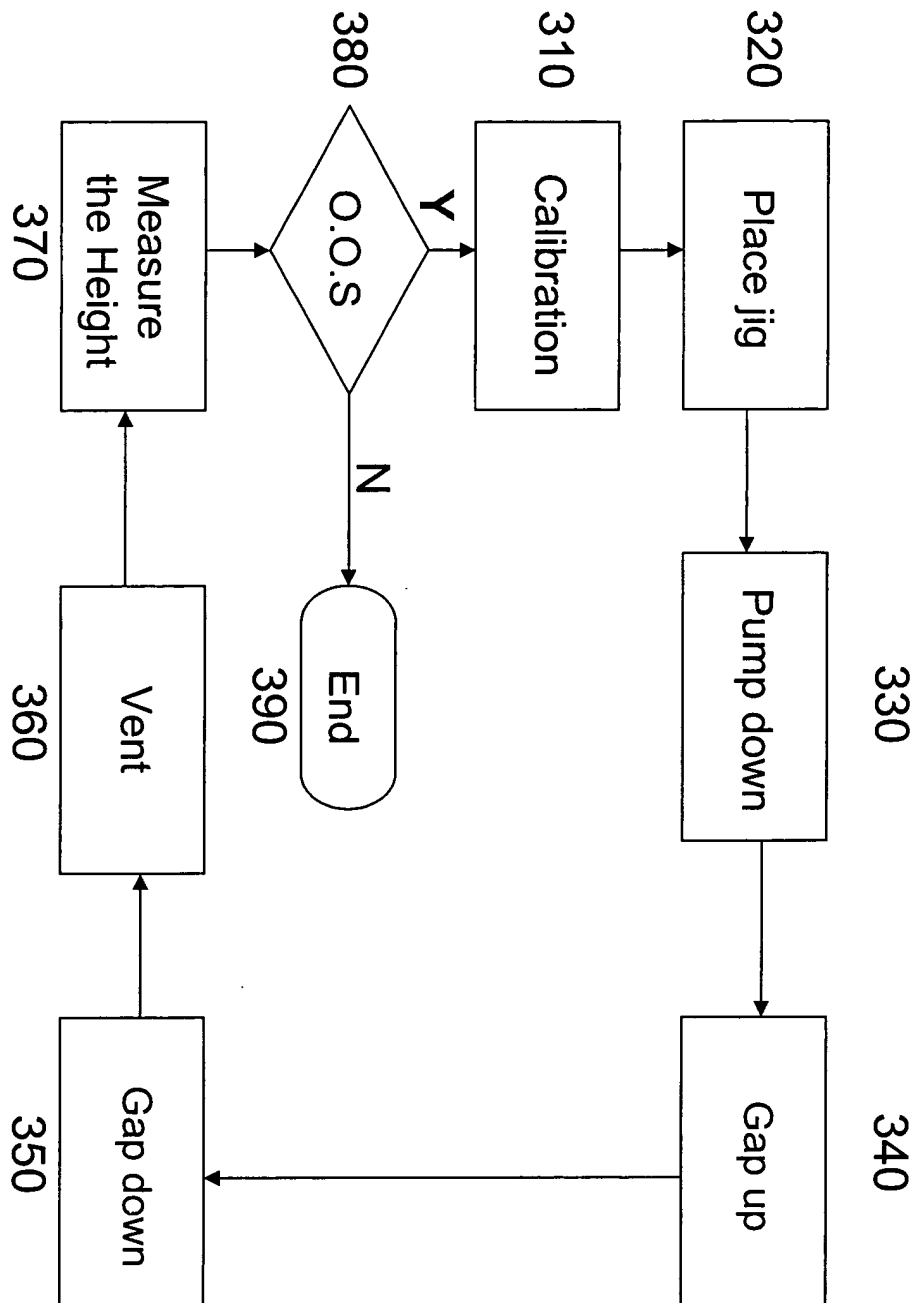 320
Place jig
330
Pump down
340
Gap up
310
Calibration
Y
380
O.O.S
N
End
390
Measure
the Height
370
Vent
360
Gap down
350